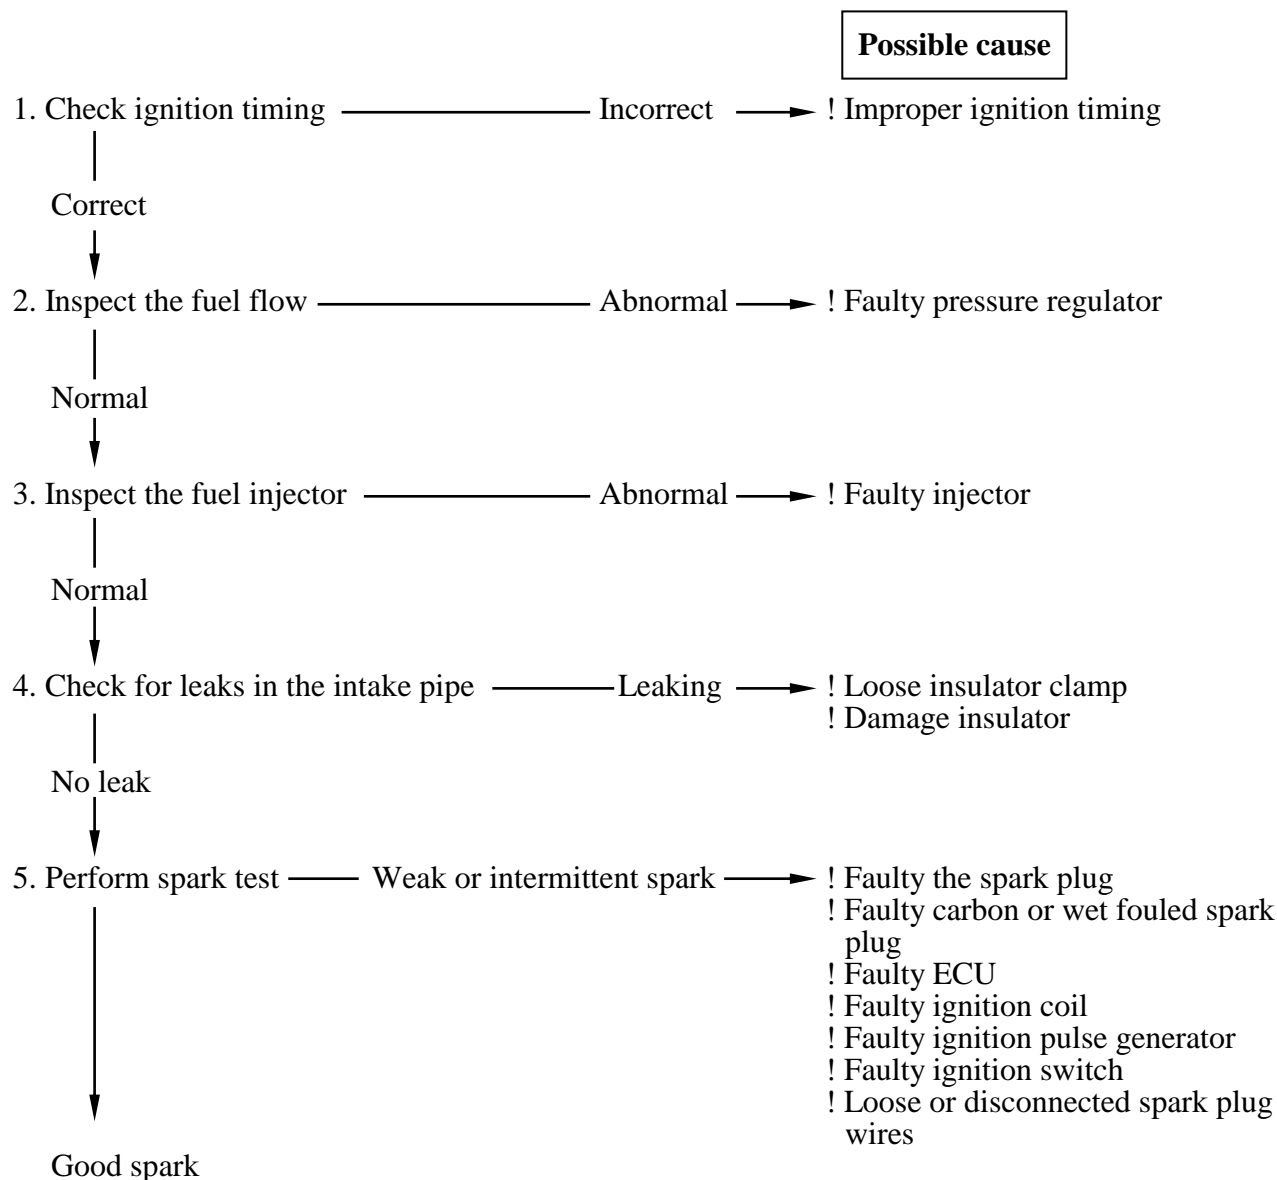 Possible cause
1. Check ignition timing Incorrect ! Improper ignition timing
Correct
2. Inspect the fuel flow Abnormal ! Faulty pressure regulator
Normal
3. Inspect the fuel injector Abnormal ! Faulty injector
Normal
4. Check for leaks in the intake pipe Leaking ! Loose insulator clamp
! Damage insulator
No leak
5. Perform spark test Weak or intermittent spark ! Faulty the spark plug
! Faulty carbon or wet fouled spark
plug
! Faulty ECU
! Faulty ignition coil
! Faulty ignition pulse generator
! Faulty ignition switch
! Loose or disconnected spark plug
wires
Good spark